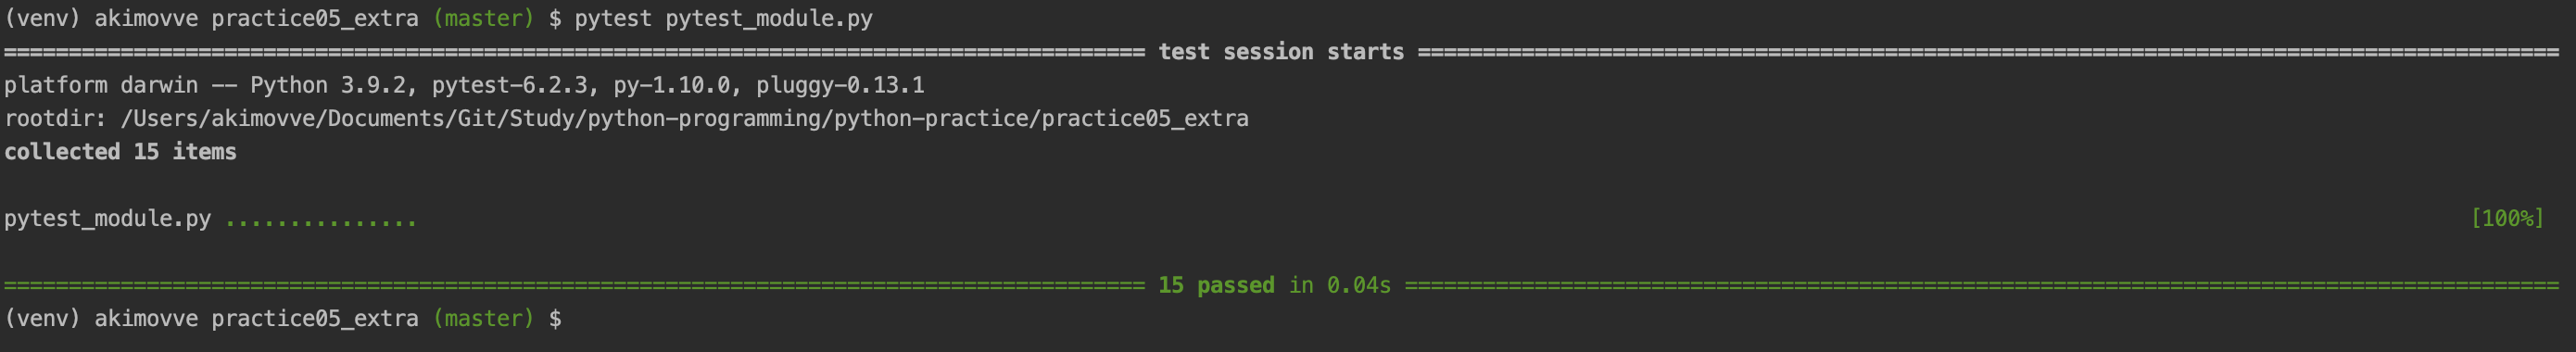 (venv) akimovve practice05_extra (master) $ pytest pytest_module.py
======================================================================================== test session starts ========================================================================================
platform darwin -- Python 3.9.2, pytest-6.2.3, py-1.10.0, pluggy-0.13.1
rootdir: /Users/akimovve/Documents/Git/Study/python-programming/python-practice/practice05_extra
collected 15 items
pytest_module.py ............... [100%]
======================================================================================== 15 passed in 0.04s =========================================================================================
(venv) akimovve practice05_extra (master) $